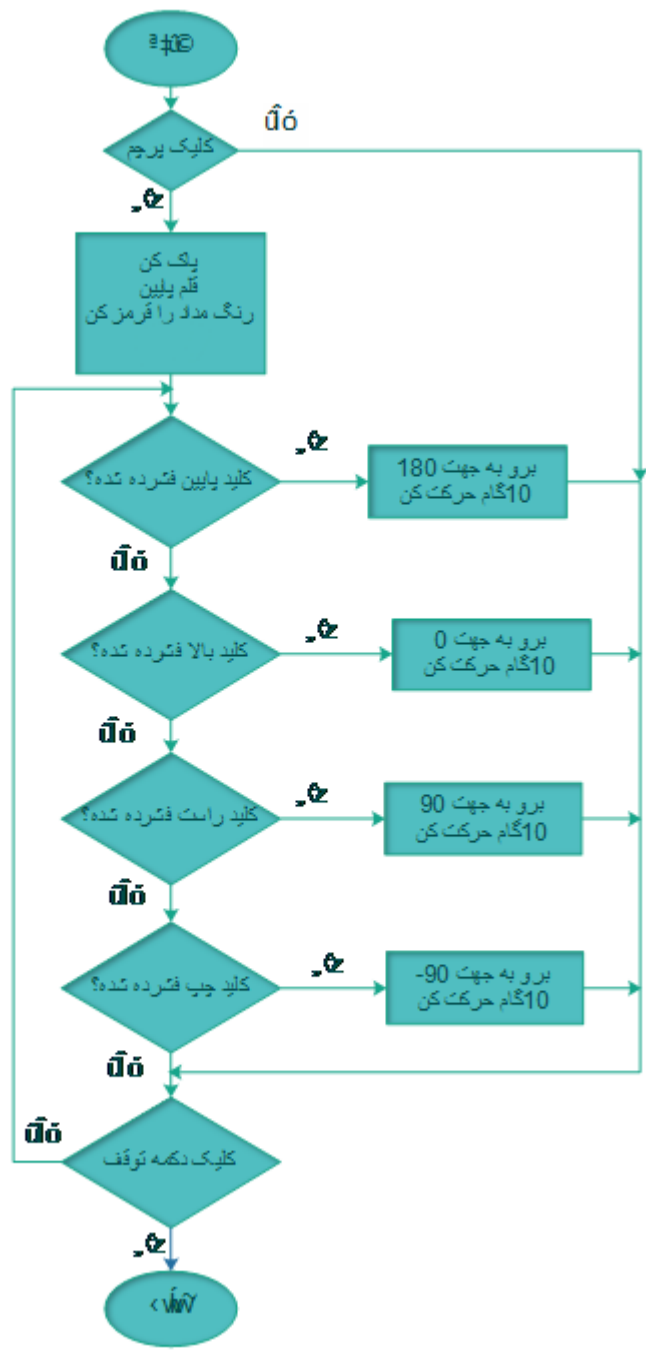 کلیک پرچم
پاک کن
قلم پایین
رنگ مداد را قرمز کن
کلید پایین فشرده شده؟
برو به جهت 180
10گام حرکت کن
کلید بالا فشرده شده؟
برو به جهت 0
10گام حرکت کن
کلید راست فشرده شده؟
برو به جهت 90
10گام حرکت کن
کلید چپ فشرده شده؟
برو به جهت 90-
10گام حرکت کن
کلیک دکمه توقف